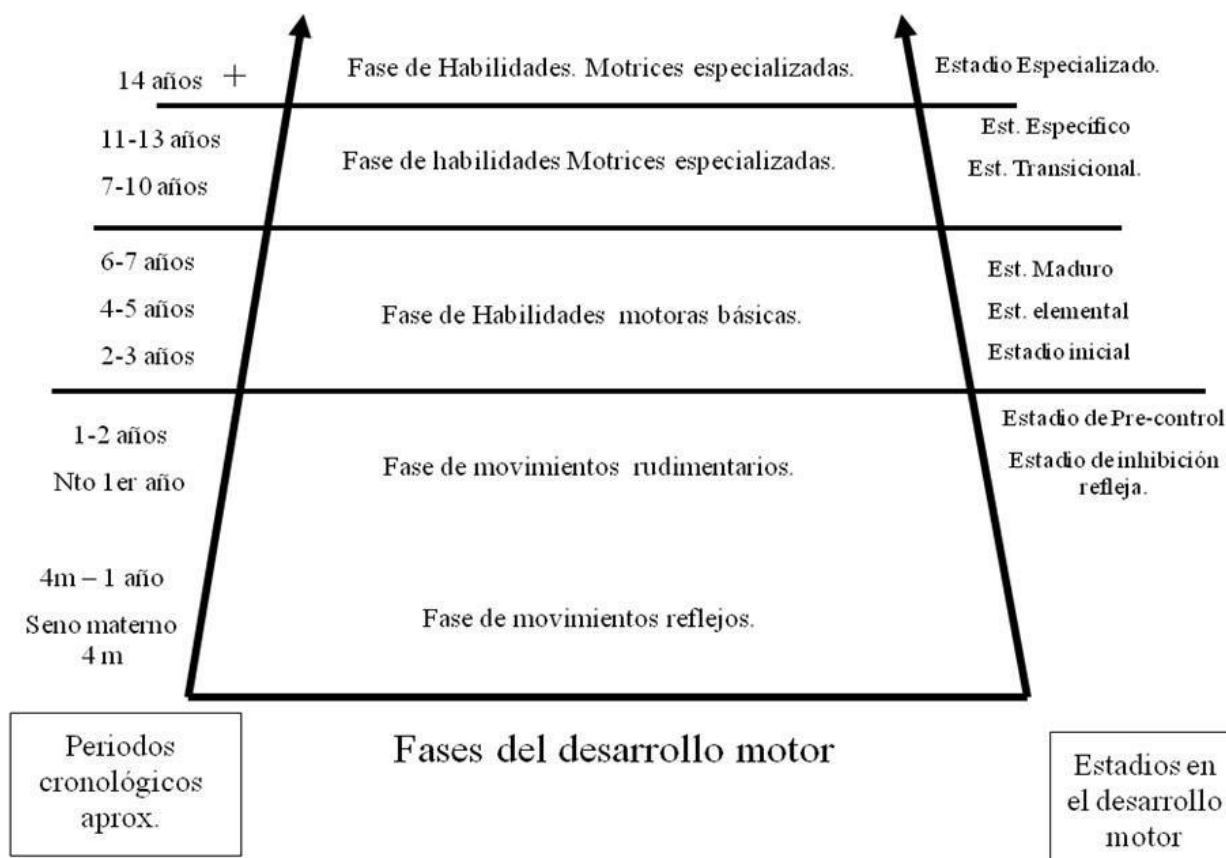 14 años +
Fase de Habilidades. Motrices especializadas.
Estadio Especializado.
11-13 años
7-10 años
Fase de habilidades Motrices especializadas.
Est. Específico
Est. Transicional.
6-7 años
4-5 años
2-3 años
Fase de Habilidades motoras básicas.
Est. Maduro
Est. elemental
Estadio inicial
1-2 años
Nto 1er año
Fase de movimientos rudimentarios.
Estadio de Pre-control
Estadio de inhibición
refleja.
4m – 1 año
Seno materno
4 m
Fase de movimientos reflejos.
Periodos
cronológicos
aprox.
Fases del desarrollo motor
Estadios en
el desarrollo
motor